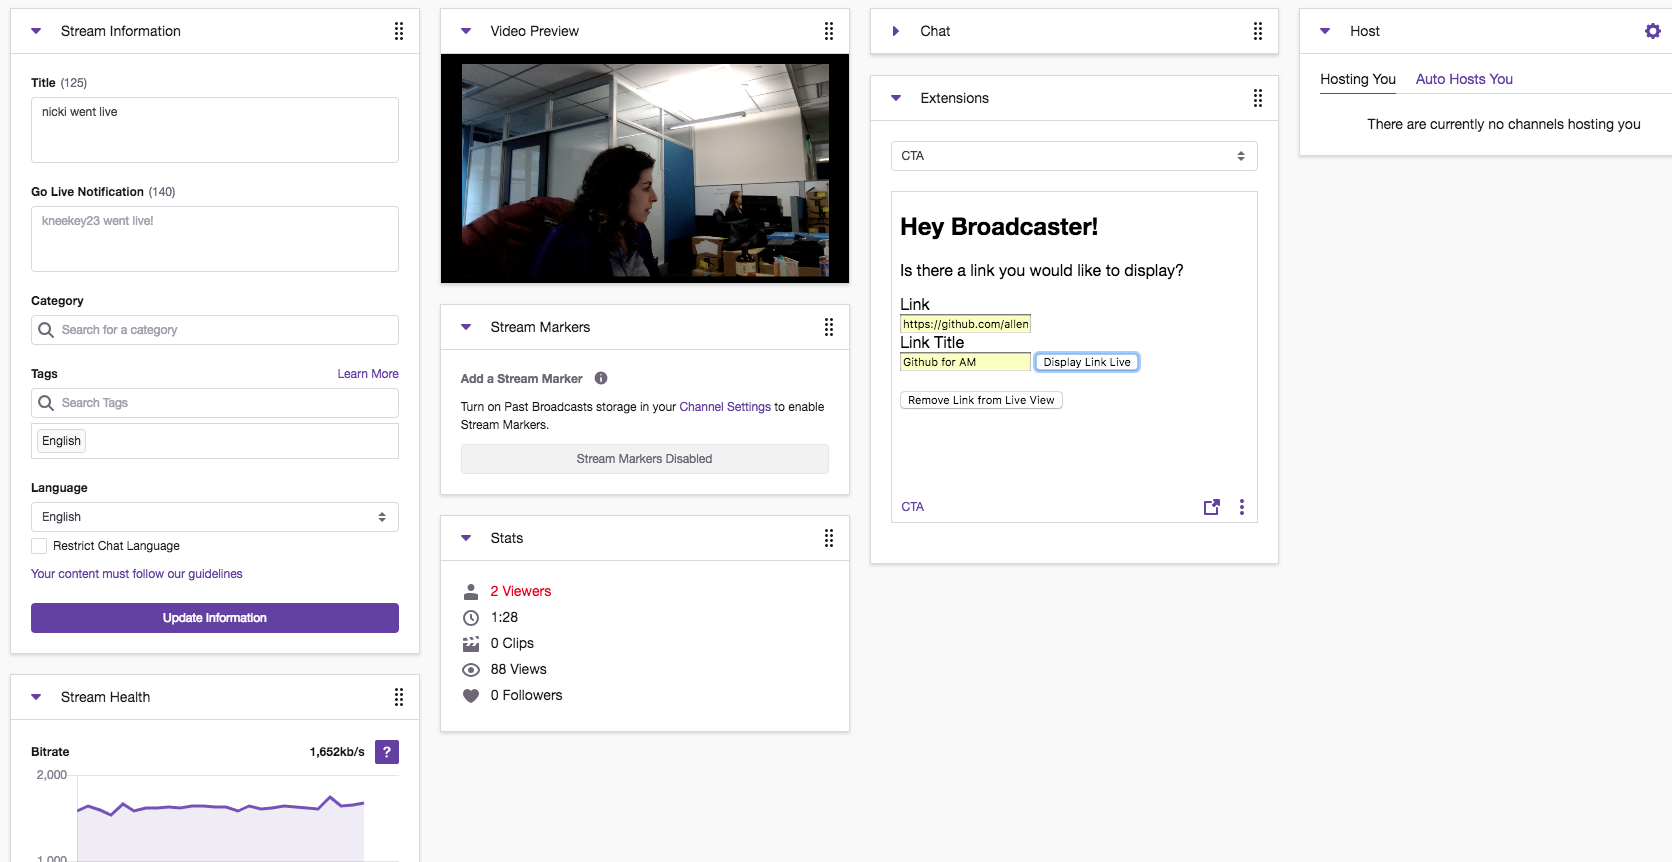 Stream Information
Title (125)
nicki went live
Go Live Notification (140)
kneekey23 went live!
Category
Search for a category
Tags
Learn More
Search Tags
English
Language
English
Restrict Chat Language
Your content must follow our guidelines
Update Information
Stream Health
Bitrate
1,652kb/s
?
2,000
1,000
Video Preview
Stream Markers
Add a Stream Marker
Turn on Past Broadcasts storage in your Channel Settings to enable
Stream Markers.
Stream Markers Disabled
Stats
2 Viewers
1:28
0 Clips
88 Views
0 Followers
Chat
Extensions
CTA
Hey Broadcaster!
Is there a link you would like to display?
Link
https://github.com/allen
Link Title
Github for AM
Display Link Live
Remove Link from Live View
CTA
Host
Hosting You
Auto Hosts You
There are currently no channels hosting you